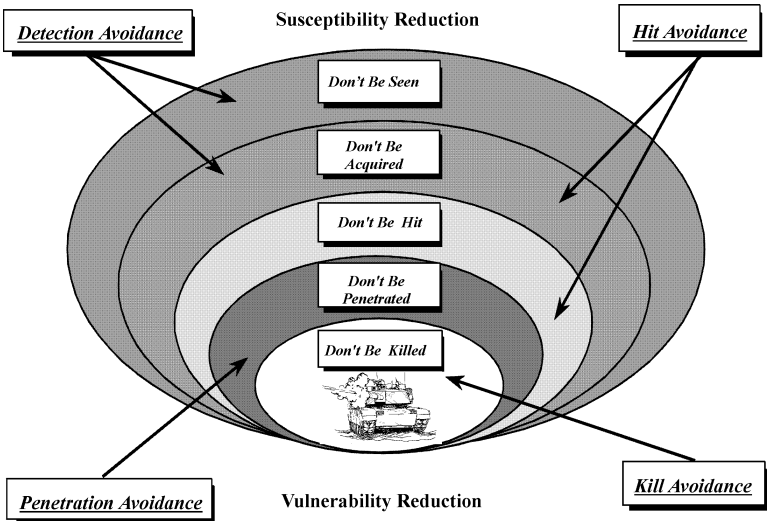 Susceptibility Reduction
Detection Avoidance
Hit Avoidance
Don't Be Seen
Don't Be
Acquired
Don't Be Hit
Don't Be
Penetrated
Don't Be Killed
Penetration Avoidance
Vulnerability Reduction
Kill Avoidance